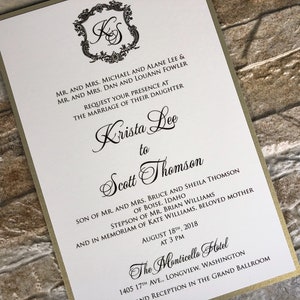 KS
Mr. and Mrs. Michael and Alane Lee &
Mr. and Mrs. Dan and LouAnn Fowler
request your presence at
the marriage of their daughter
Krista Lee
to
Scott Thomson
son of Mr. and Mrs. Bruce and Sheila Thomson
of Boise, Idaho
Stepson of Mr. Brian Williams
and in memoriam of Kate Williams, beloved mother
August 18th, 2018
at 3 pm
The Monticello Hotel
1405 17th Ave., Longview, Washington
and Reception in the Grand Ballroom